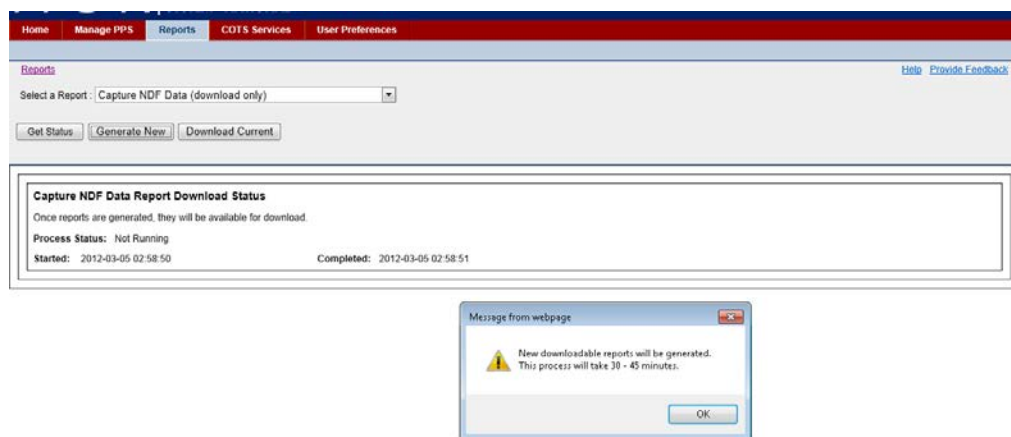 Home Manage PPS Reports COTS Services User Preferences
Reports Help Provide Feedback
Select a Report : Capture NDF Data (download only)
Get Status Generate New Download Current
Capture NDF Data Report Download Status
Once reports are generated, they will be available for download.
Process Status: Not Running
Started: 2012-03-05 02:58:50 Completed: 2012-03-05 02:58:51
Message from webpage
New downloadable reports will be generated.
This process will take 30 - 45 minutes.
OK